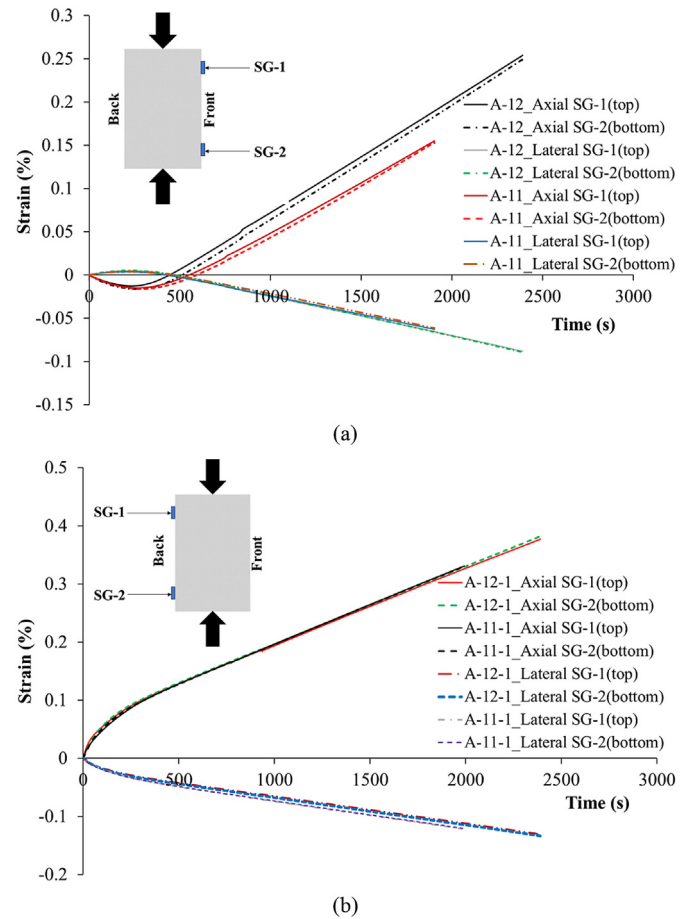 0.3
0.25
0.2
0.15
0.1
0.05
0
-0.05
-0.1
-0.15
Strain (%)
0
500
1000
1500
2000
2500
3000
Time (s)
Back
Front
SG-1
SG-2
A-12_Axial SG-1(top)
A-12_Axial SG-2(bottom)
A-12_Lateral SG-1(top)
A-12_Lateral SG-2(bottom)
A-11_Axial SG-1(top)
A-11_Axial SG-2(bottom)
A-11_Lateral SG-1(top)
A-11_Lateral SG-2(bottom)
(a)
0.5
0.4
0.3
0.2
0.1
0
-0.1
-0.2
Strain (%)
0
500
1000
1500
2000
2500
3000
Time (s)
SG-1
SG-2
Back
Front
A-12-1_Axial SG-1(top)
A-12-1_Axial SG-2(bottom)
A-11-1_Axial SG-1(top)
A-11-1_Axial SG-2(bottom)
A-12-1_Lateral SG-1(top)
A-12-1_Lateral SG-2(bottom)
A-11-1_Lateral SG-1(top)
A-11-1_Lateral SG-2(bottom)
(b)